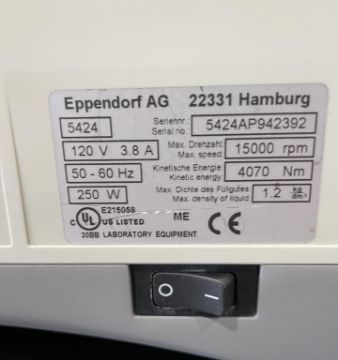 Eppendorf AG 22331 Hamburg
5424 Seriennr.: Serial no.: 5424AP942392
120 V 3.8 A Max. Drehzahl: Max. speed: 15000 rpm
50 - 60 Hz Kinetische Energie: Kinetic energy: 4070 Nm
250 W Max. Dichte des Füllgutes: Max. density of liquid: 1.2 kg/dm³
E215059
C UL US LISTED ME CE
20BB LABORATORY EQUIPMENT
O —